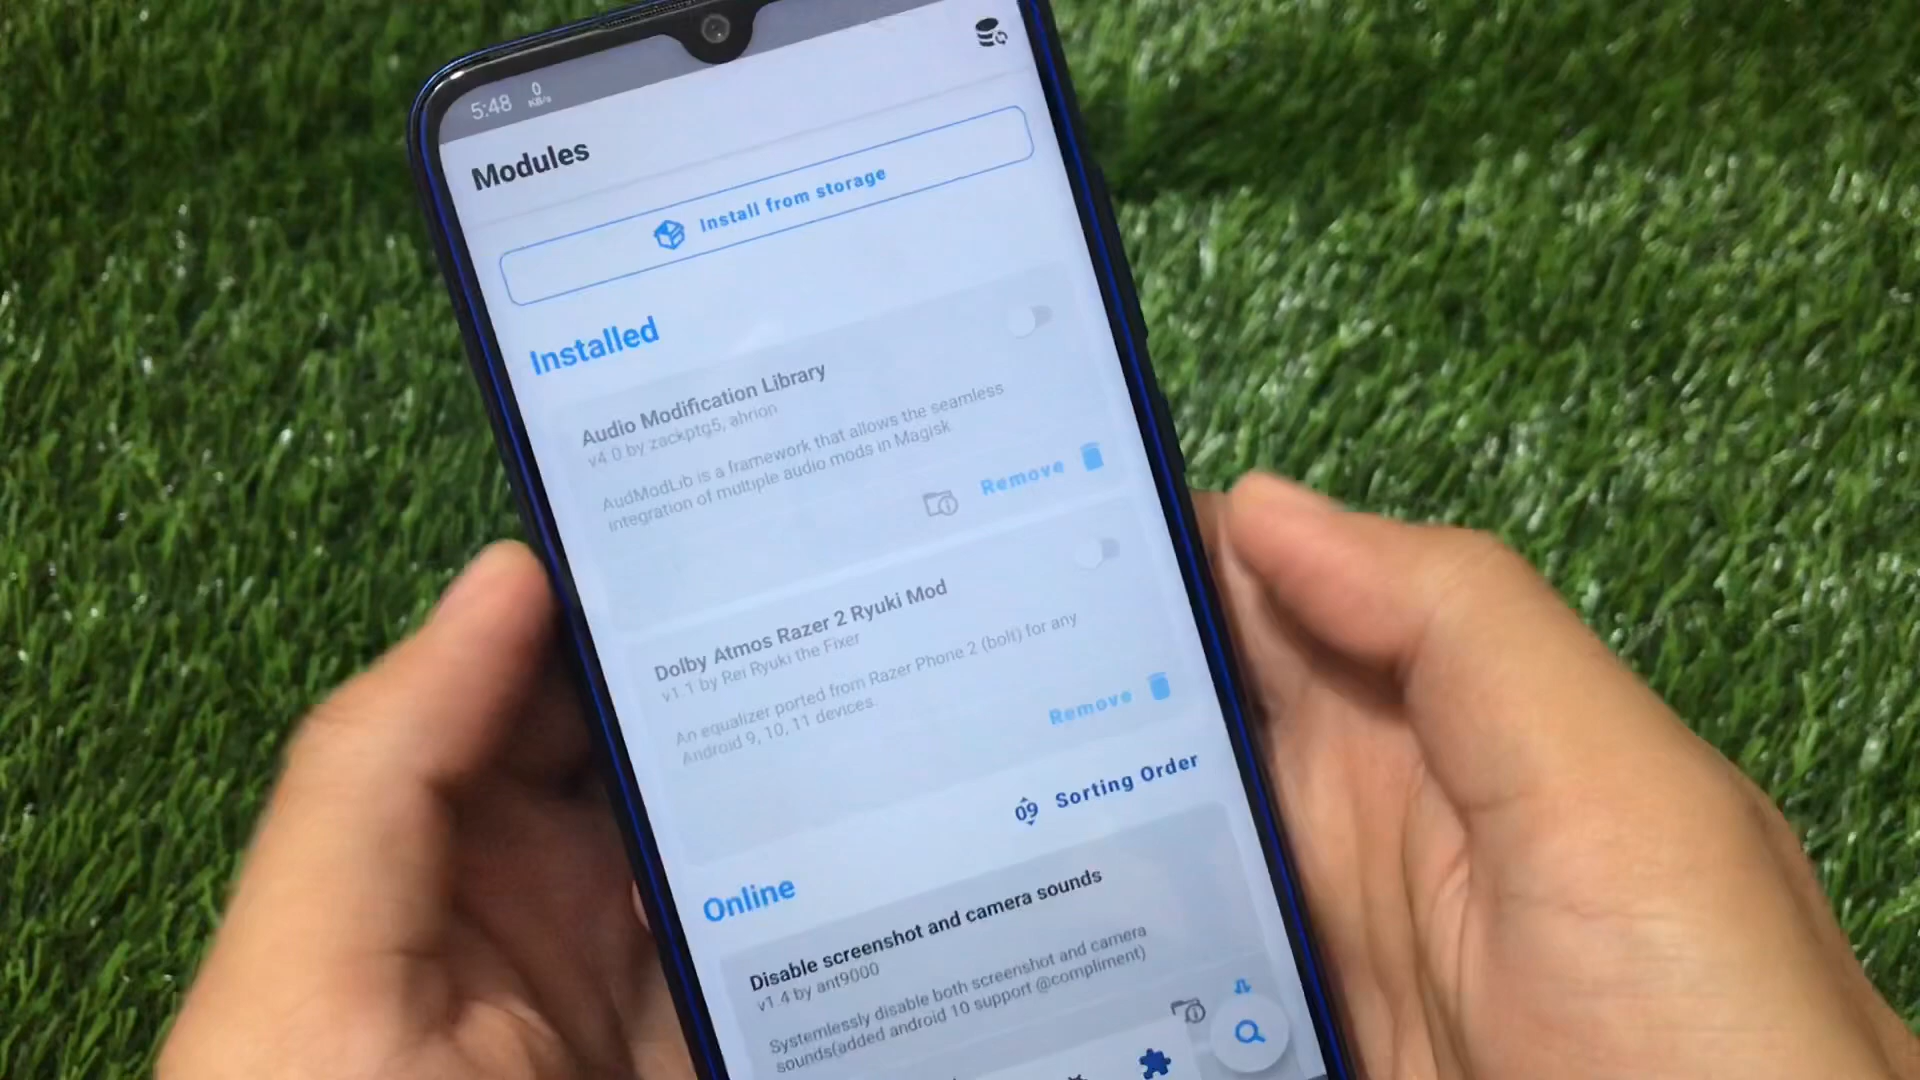 5:48 0 KB/s
Modules
Install from storage
Installed
Audio Modification Library
v4.0 by zackptg5, ahrion
AudModLib is a framework that allows the seamless
integration of multiple audio mods in Magisk
Remove
Dolby Atmos Razer 2 Ryuki Mod
v1.1 by Rei Ryuki the Fixer
An equalizer ported from Razer Phone 2 (bolt) for any
Android 9, 10, 11 devices.
Remove
09 Sorting Order
Online
Disable screenshot and camera sounds
v1.4 by ant9000
Systemlessly disable both screenshot and camera
sounds(added android 10 support @compliment)